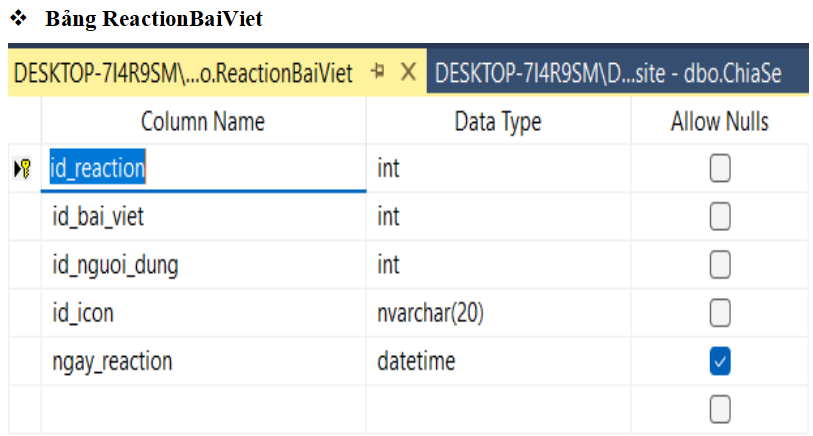 ❖ Bảng ReactionBaiViet
DESKTOP-7I4R9SM\...o.ReactionBaiViet DESKTOP-7I4R9SM\D...site - dbo.ChiaSe
Column Name Data Type Allow Nulls
id_reaction int
id_bai_viet int
id_nguoi_dung int
id_icon nvarchar(20)
ngay_reaction datetime